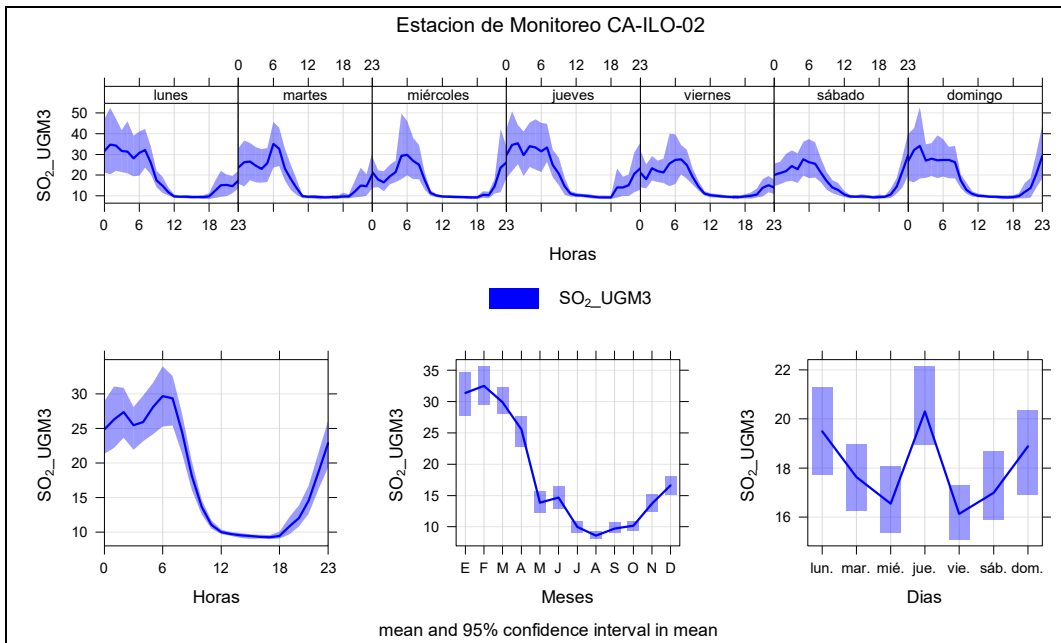 Estacion de Monitoreo CA-ILO-02
0 6 12 18 23 0 6 12 18 23 0 6 12 18 23
lunes martes miércoles jueves viernes sábado domingo
50
40
30
20
10
SO₂_UGM3
0 6 12 18 23 0 6 12 18 23 0 6 12 18 23 0 6 12 18 23
Horas
SO₂_UGM3
30
25
20
15
10
SO₂_UGM3
0 6 12 18 23
Horas
35
30
25
20
15
10
SO₂_UGM3
E F M A M J J A S O N D
Meses
22
20
18
16
SO₂_UGM3
lun. mar. mié. jue. vie. sáb. dom.
Dias
mean and 95% confidence interval in mean